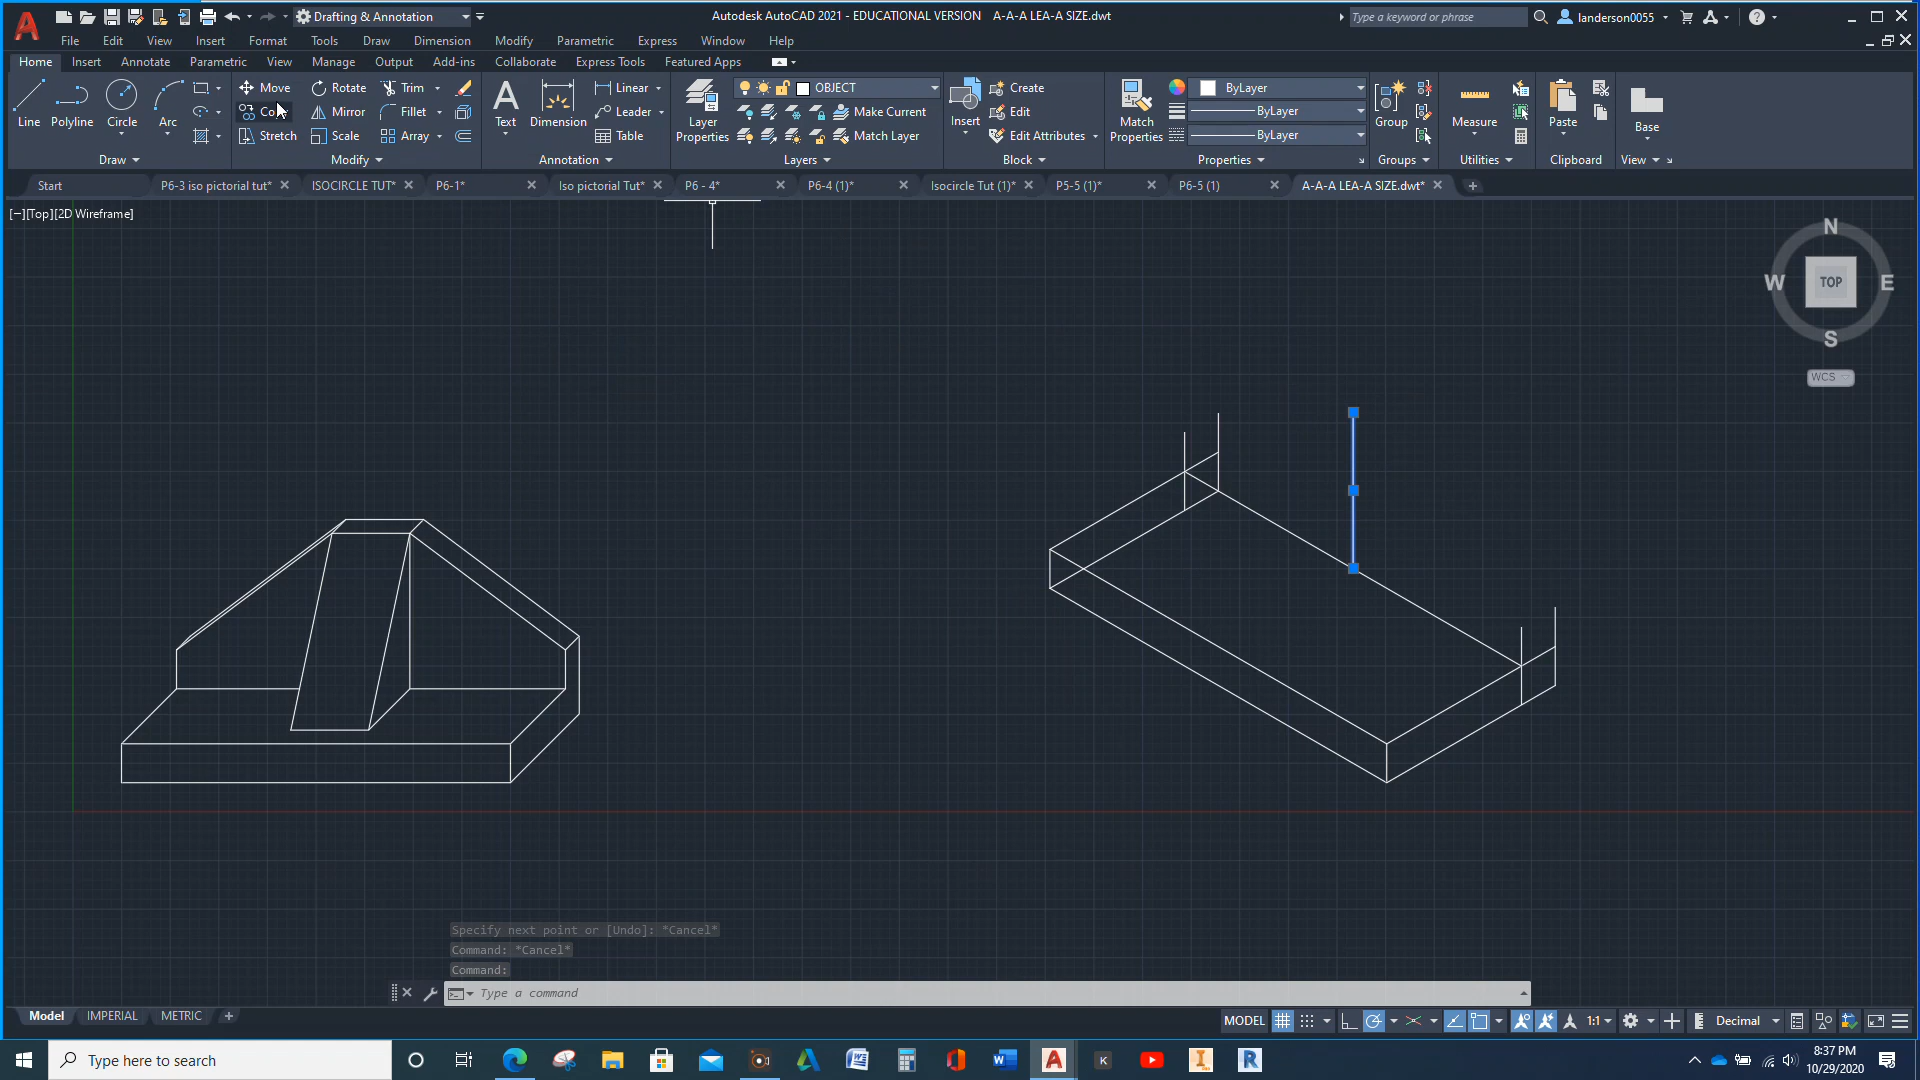 Drafting & Annotation
Autodesk AutoCAD 2021 - EDUCATIONAL VERSION A-A-A LEA-A SIZE.dwt
Type a keyword or phrase
landerson0055
File Edit View Insert Format Tools Draw Dimension Modify Parametric Express Window Help
Home Insert Annotate Parametric View Manage Output Add-ins Collaborate Express Tools Featured Apps
Line Polyline Circle Arc
Draw
Move Rotate Trim
Mirror Fillet
Stretch Scale Array
Modify
Text Dimension
Linear
Leader
Table
Annotation
Layer Properties
OBJECT
Make Current
Match Layer
Layers
Insert
Create
Edit
Edit Attributes
Block
Match Properties
ByLayer
ByLayer
ByLayer
Properties
Group
Groups
Measure
Utilities
Paste
Clipboard
Base
View
Start P6-3 iso pictorial tut* ISOCIRCLE TUT* P6-1* Iso pictorial Tut* P6 - 4* P6-4 (1)* Isocircle Tut (1)* P5-5 (1)* P6-5 (1) A-A-A LEA-A SIZE.dwt*
[−][Top][2D Wireframe]
N
W TOP E
S
WCS
Specify next point or [Undo]: *Cancel*
Command: *Cancel*
Command:
Type a command
Model IMPERIAL METRIC
MODEL 1:1 Decimal
Type here to search
8:37 PM
10/29/2020